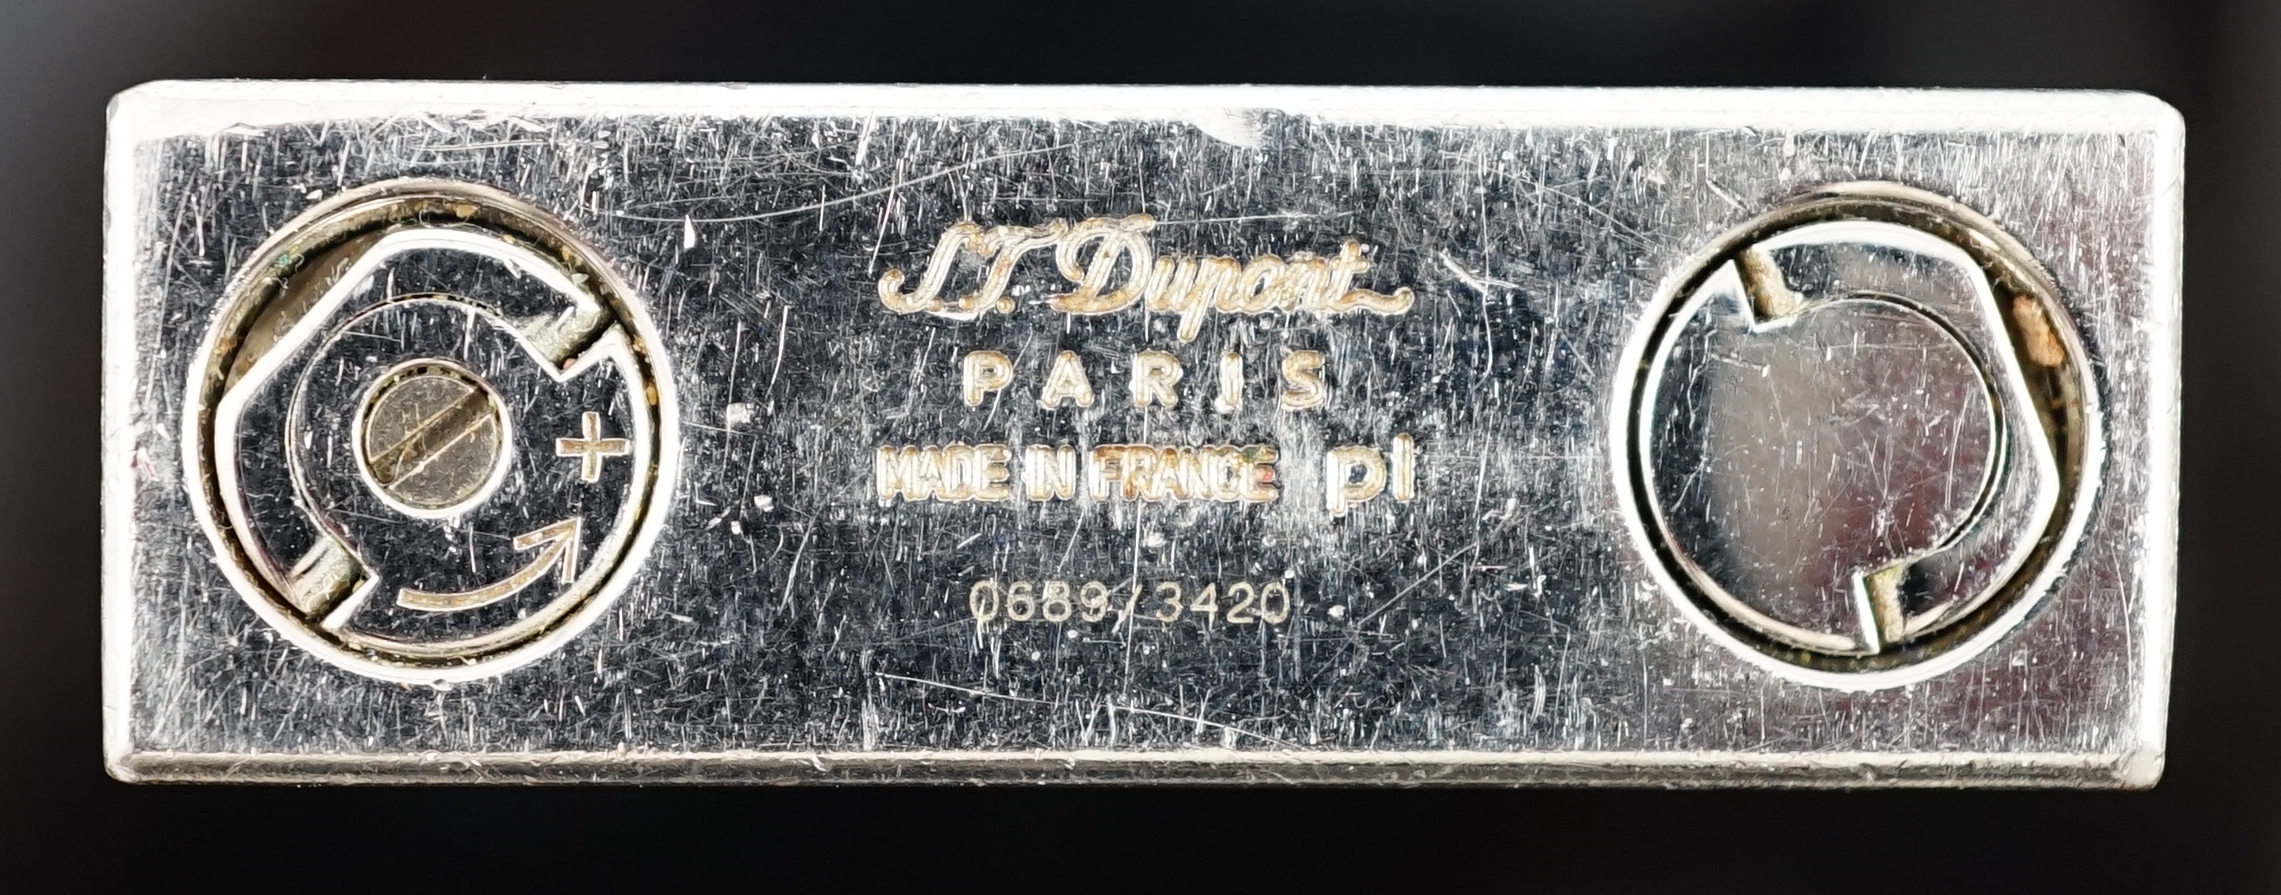 S.T. Dupont
PARIS
MADE IN FRANCE pl
0689/3420
+